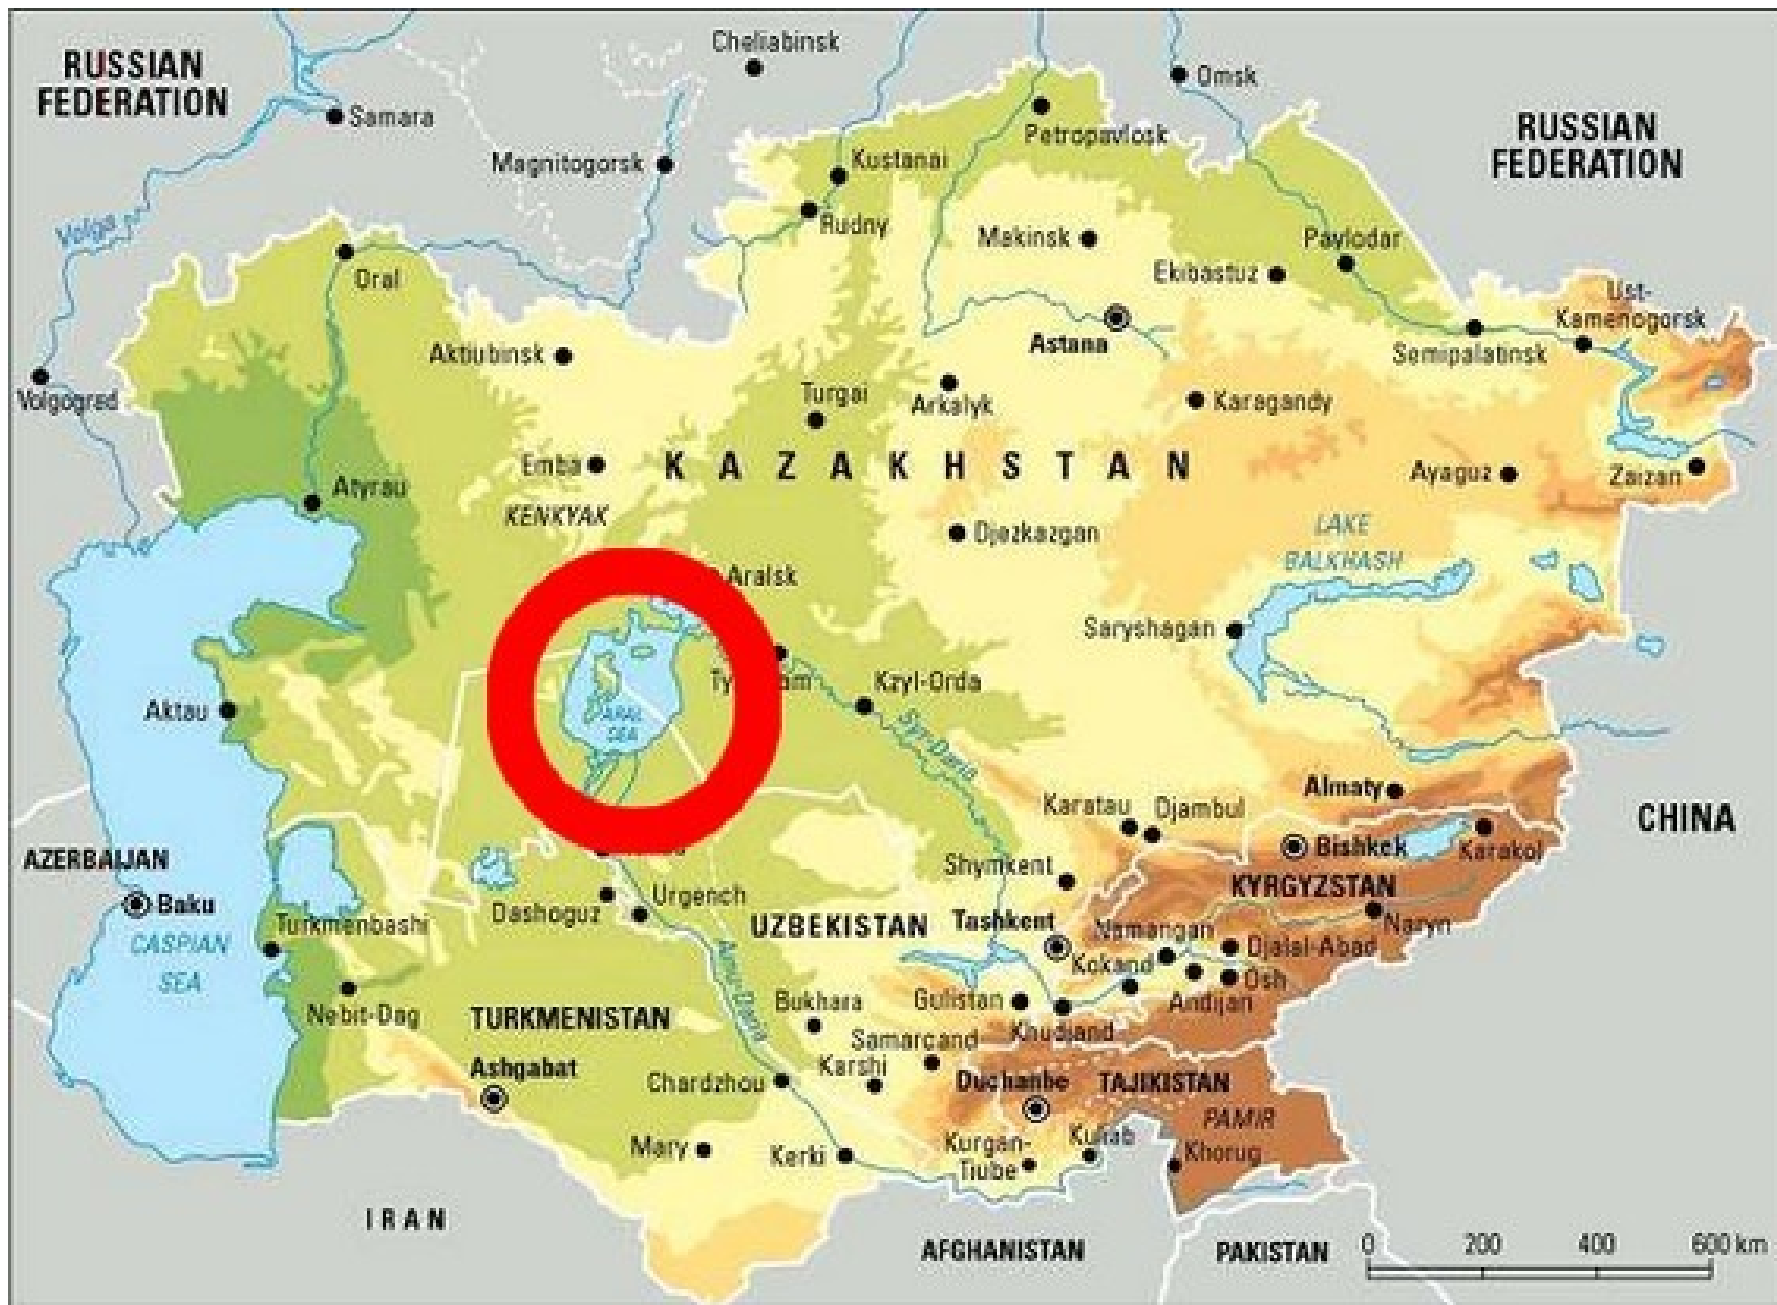 RUSSIAN
FEDERATION
Cheliabinsk
Omsk
Samara
Petropavlosk
RUSSIAN
FEDERATION
Magnitogorsk
Kustanai
Volga
Rudny
Makinsk
Pavlodar
Oral
Ekibastuz
Ust-
Kamenogorsk
Astana
Aktiubinsk
Semipalatinsk
Volgograd
Turgai
Arkalyk
Karagandy
Emba
KAZAKHSTAN
Ayaguz
Zaizan
Atyrau
KENKYAK
Djezkazgan
LAKE
BALKHASH
Aralsk
Saryshagan
Kzyl-Orda
Aktau
ARAL
SEA
Syr-Daria
Almaty
Karatau
Djambul
CHINA
AZERBAIJAN
Bishkek
Karakol
Shymkent
KYRGYZSTAN
Baku
Dashoguz
Urgench
UZBEKISTAN
Tashkent
Namangan
Naryn
Turkmenbashi
CASPIAN
SEA
Djalal-Abad
Kokand
Osh
Amu-Daria
Bukhara
Gulistan
Andijan
Nebit-Dag
TURKMENISTAN
Khudjand
Samarcand
Ashgabat
Karshi
Chardzhou
Duchanbe
TAJIKISTAN
PAMIR
Mary
Kerki
Kurgan-
Tiube
Kuliab
Khorug
IRAN
AFGHANISTAN
PAKISTAN
0 200 400 600 km